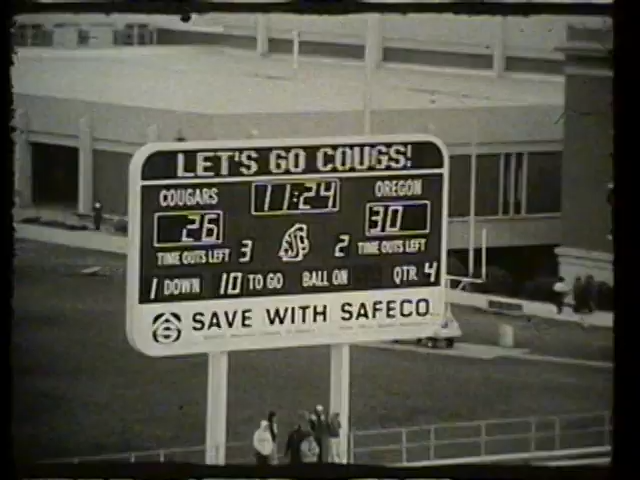 LET'S GO COUGS!
COUGARS 11:24 OREGON
26 30
TIME OUTS LEFT 3 2 TIME OUTS LEFT
1 DOWN 10 TO GO BALL ON QTR 4
SAVE WITH SAFECO